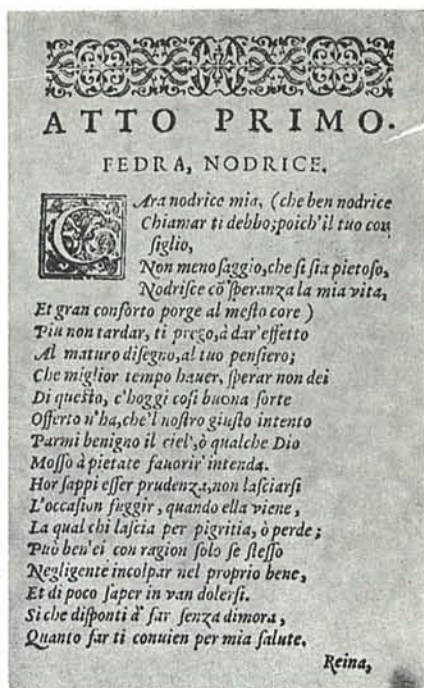 ATTO PRIMO.
FEDRA, NODRICE.
CAra nodrice mia, (che ben nodrice
Chiamar ti debbo; poich'il tuo con
siglio,
Non meno saggio, che si sia pietoso,
Nodrisce cõ speranza la mia vita,
Et gran conforto porge al mesto core )
Piu non tardar, ti prego, à dar'effetto
Al maturo disegno, al tuo pensiero;
Che miglior tempo hauer, sperar non dei
Di questo, c'hoggi cosi buona sorte
Offerto n'ha, che'l nostro giusto intento
Parmi benigno il ciel', ò qualche Dio
Mosso à pietate fauorir' intenda.
Hor sappi esser prudenza, non lasciarsi
L'occasion fuggir, quando ella viene,
La qual chi lascia per pigritia, ò perde;
Può ben'ei con ragion solo se stesso
Negligente incolpar nel proprio bene,
Et di poco saper in van dolersi.
Si che disponti à far senza dimora,
Quanto far ti conuien per mia salute.
Reina,